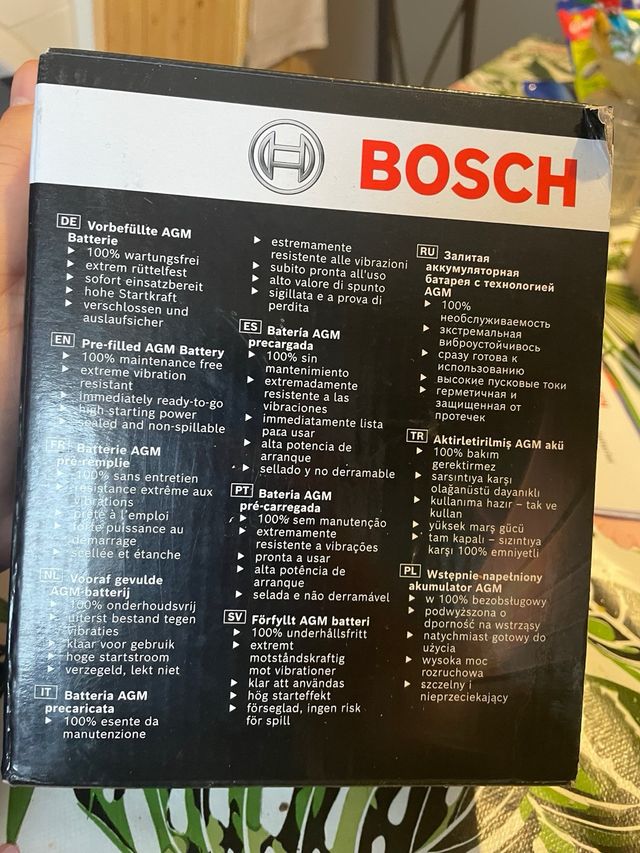 BOSCH
DE Vorbefüllte AGM
Batterie
► 100% wartungsfrei
► extrem rüttelfest
► sofort einsatzbereit
► hohe Startkraft
► verschlossen und
auslaufsicher
EN Pre-filled AGM Battery
► 100% maintenance free
► extreme vibration
resistant
► immediately ready-to-go
► high starting power
► sealed and non-spillable
FR Batterie AGM
pré-remplie
► 100% sans entretien
► résistance extrême aux
vibrations
► prête à l'emploi
► forte puissance au
démarrage
► scellée et étanche
NL Vooraf gevulde
AGM-batterij
► 100% onderhoudsvrij
► uiterst bestand tegen
vibraties
► klaar voor gebruik
► hoge startstroom
► verzegeld, lekt niet
IT Batteria AGM
precaricata
► 100% esente da
manutenzione
► estremamente
resistente alle vibrazioni
► subito pronta all'uso
► alto valore di spunto
► sigillata e a prova di
perdita
ES Batería AGM
precargada
► 100% sin
mantenimiento
► extremadamente
resistente a las
vibraciones
► immediatamente lista
para usar
► alta potencia de
arranque
► sellado y no derramable
PT Bateria AGM
pré-carregada
► 100% sem manutenção
► extremamente
resistente a vibrações
► pronta a usar
► alta potência de
arranque
► selada e não derramável
SV Förfyllt AGM batteri
► 100% underhållsfritt
► extremt
motståndskraftig
mot vibrationer
► klar att användas
► hög starteffekt
► förseglad, ingen risk
för spill
RU Залитая
аккумуляторная
батарея с технологией
AGM
► 100%
необслуживаемость
► экстремальная
виброустойчивось
► сразу готова к
использованию
► высокие пусковые токи
► герметичная и
защищенная от
протечек
TR Aktirletirilmiş AGM akü
► 100% bakım
gerektirmez
► sarsıntıya karşı
olağanüstü dayanıklı
► kullanıma hazır – tak ve
kullan
► yüksek marş gücü
► tam kapalı – sızıntıya
karşı 100% emniyetli
PL Wstępnie-napełniony
akumulator AGM
► w 100% bezobsługowy
► podwyższona o
dporność na wstrząsy
► natychmiast gotowy do
użycia
► wysoka moc
rozruchowa
► szczelny i
nieprzeciekający